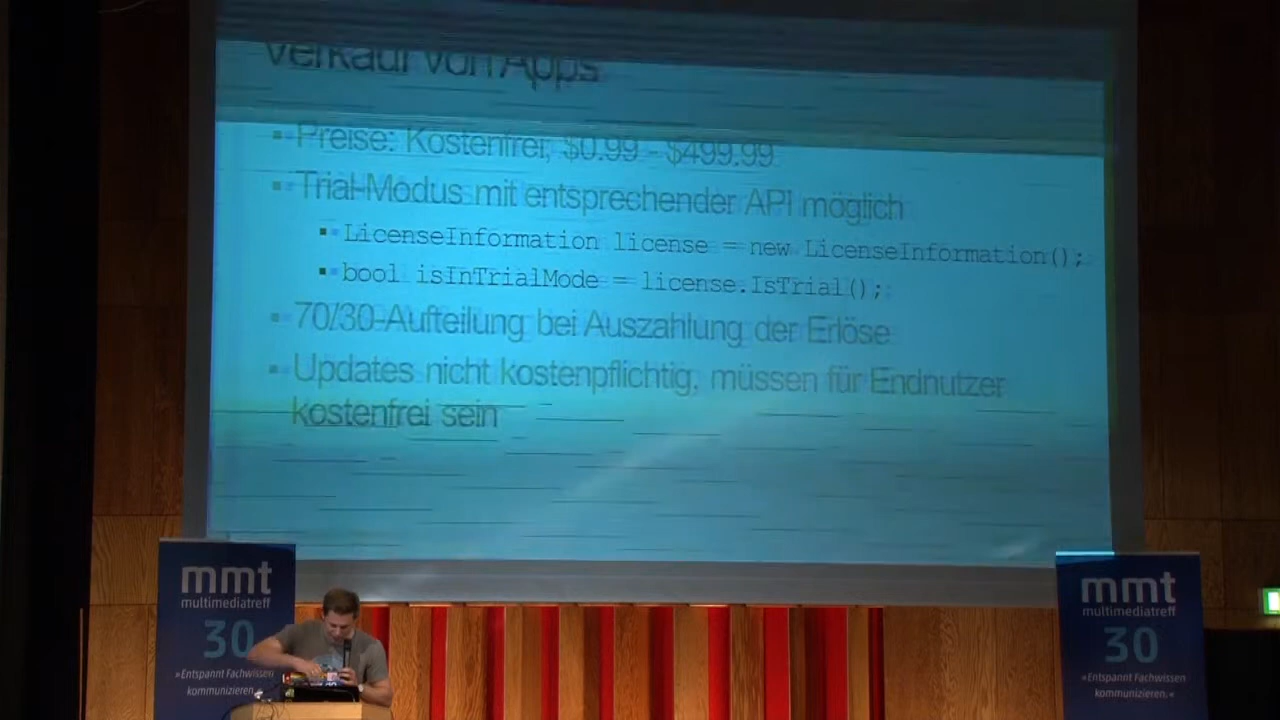 Verkauf von Apps
Preise: Kostenfrei, $0.99 - $499.99
Trial-Modus mit entsprechender API möglich
LicenseInformation license = new LicenseInformation();
bool isInTrialMode = license.IsTrial();
70/30-Aufteilung bei Auszahlung der Erlöse
Updates nicht kostenpflichtig, müssen für Endnutzer
kostenfrei sein
mmt
multimediatreff
30
»Entspannt Fachwissen
kommunizieren.
mmt
multimediatreff
30
»Entspannt Fachwissen
kommunizieren.«